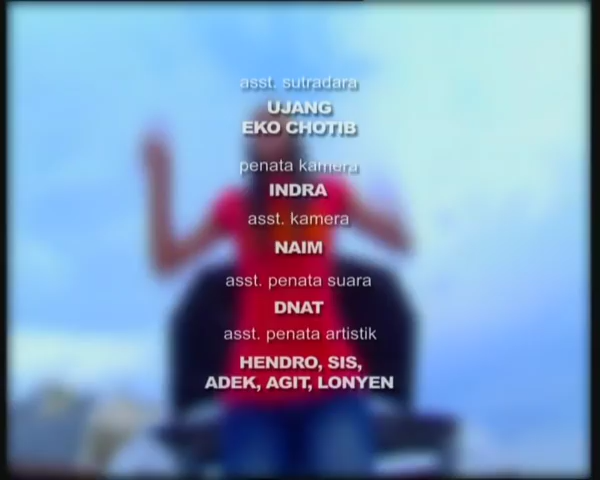 asst. sutradara
UJANG
EKO CHOTIB
penata kamera
INDRA
asst. kamera
NAIM
asst. penata suara
DNAT
asst. penata artistik
HENDRO, SIS,
ADEK, AGIT, LONYEN